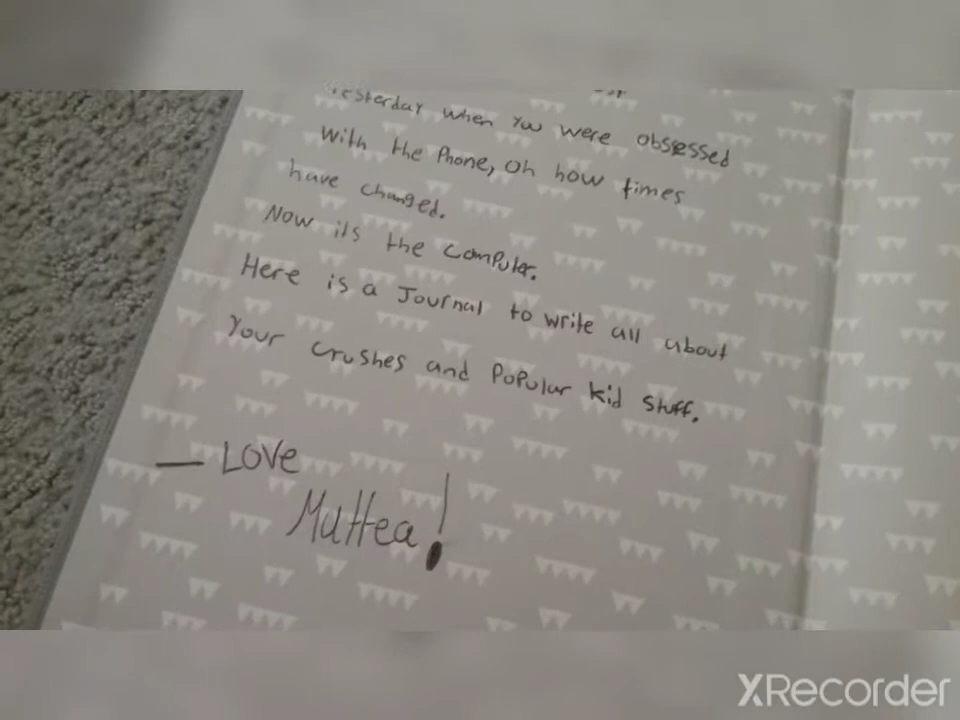 Yesterday when you were obsessed
with the Phone, oh how times
have changed.
Now its the computer.
Here is a Journal to write all about
Your crushes and Popular kid stuff.
— Love
Muttea!
XRecorder